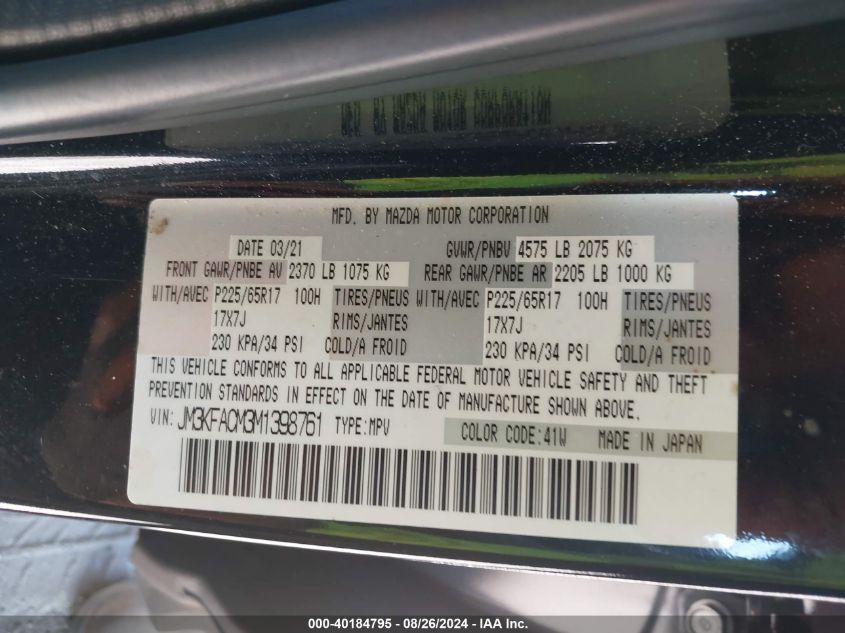 MFD. BY MAZDA MOTOR CORPORATION
DATE 03/21 GVWR/PNBV 4575 LB 2075 KG
FRONT GAWR/PNBE AV 2370 LB 1075 KG REAR GAWR/PNBE AR 2205 LB 1000 KG
WITH/AVEC P225/65R17 100H TIRES/PNEUS WITH/AVEC P225/65R17 100H TIRES/PNEUS
17X7J RIMS/JANTES 17X7J RIMS/JANTES
230 KPA/34 PSI COLD/A FROID 230 KPA/34 PSI COLD/A FROID
THIS VEHICLE CONFORMS TO ALL APPLICABLE FEDERAL MOTOR VEHICLE SAFETY AND THEFT
PREVENTION STANDARDS IN EFFECT ON THE DATE OF MANUFACTURE SHOWN ABOVE.
VIN: JM3KFACM3M1398761 TYPE:MPV COLOR CODE:41W MADE IN JAPAN
000-40184795 - 08/26/2024 - IAA Inc.